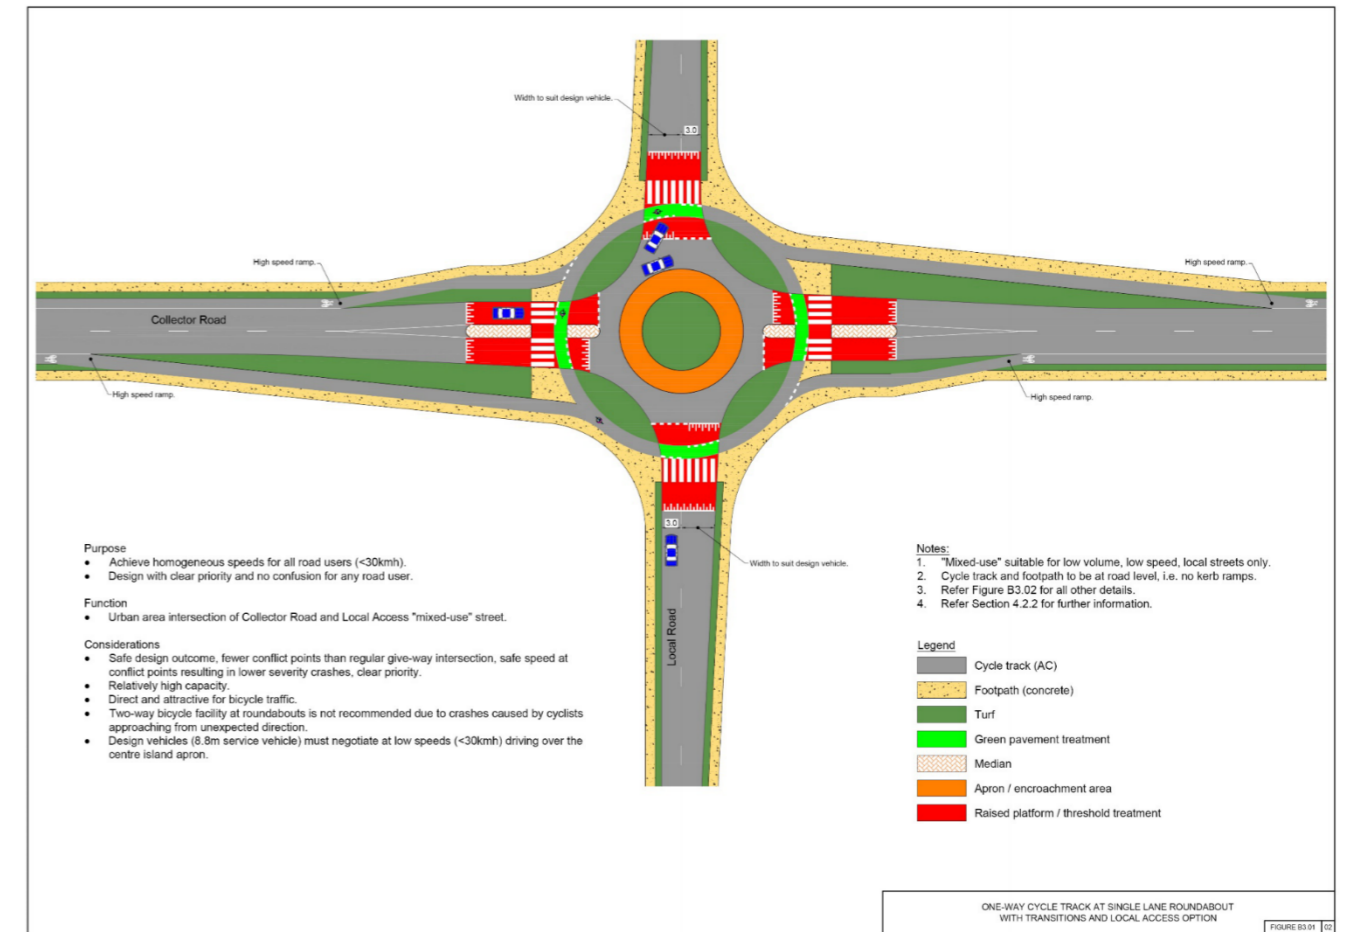 Width to suit design vehicle.
3.0
High speed ramp.
High speed ramp.
Collector Road
High speed ramp.
High speed ramp.
3.0
Width to suit design vehicle.
Local Road
Purpose
• Achieve homogeneous speeds for all road users (<30kmh).
• Design with clear priority and no confusion for any road user.
Function
• Urban area intersection of Collector Road and Local Access "mixed-use" street.
Considerations
• Safe design outcome, fewer conflict points than regular give-way intersection, safe speed at
conflict points resulting in lower severity crashes, clear priority.
• Relatively high capacity.
• Direct and attractive for bicycle traffic.
• Two-way bicycle facility at roundabouts is not recommended due to crashes caused by cyclists
approaching from unexpected direction.
• Design vehicles (8.8m service vehicle) must negotiate at low speeds (<30kmh) driving over the
centre island apron.
Notes:
1. "Mixed-use" suitable for low volume, low speed, local streets only.
2. Cycle track and footpath to be at road level, i.e. no kerb ramps.
3. Refer Figure B3.02 for all other details.
4. Refer Section 4.2.2 for further information.
Legend
Cycle track (AC)
Footpath (concrete)
Turf
Green pavement treatment
Median
Apron / encroachment area
Raised platform / threshold treatment
ONE-WAY CYCLE TRACK AT SINGLE LANE ROUNDABOUT
WITH TRANSITIONS AND LOCAL ACCESS OPTION
FIGURE B3.01 02